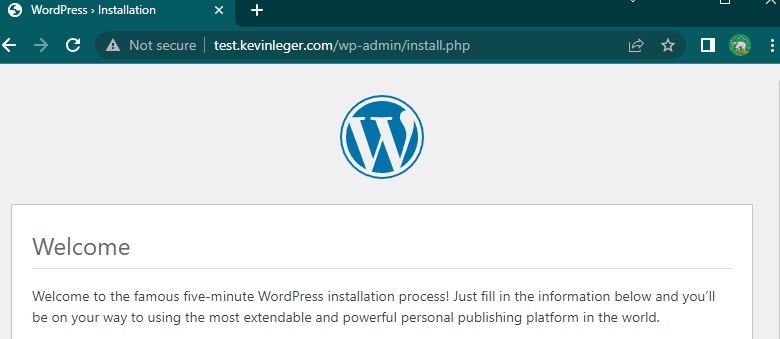 WordPress › Installation
Not secure test.kevinleger.com/wp-admin/install.php
Welcome
Welcome to the famous five-minute WordPress installation process! Just fill in the information below and you’ll
be on your way to using the most extendable and powerful personal publishing platform in the world.